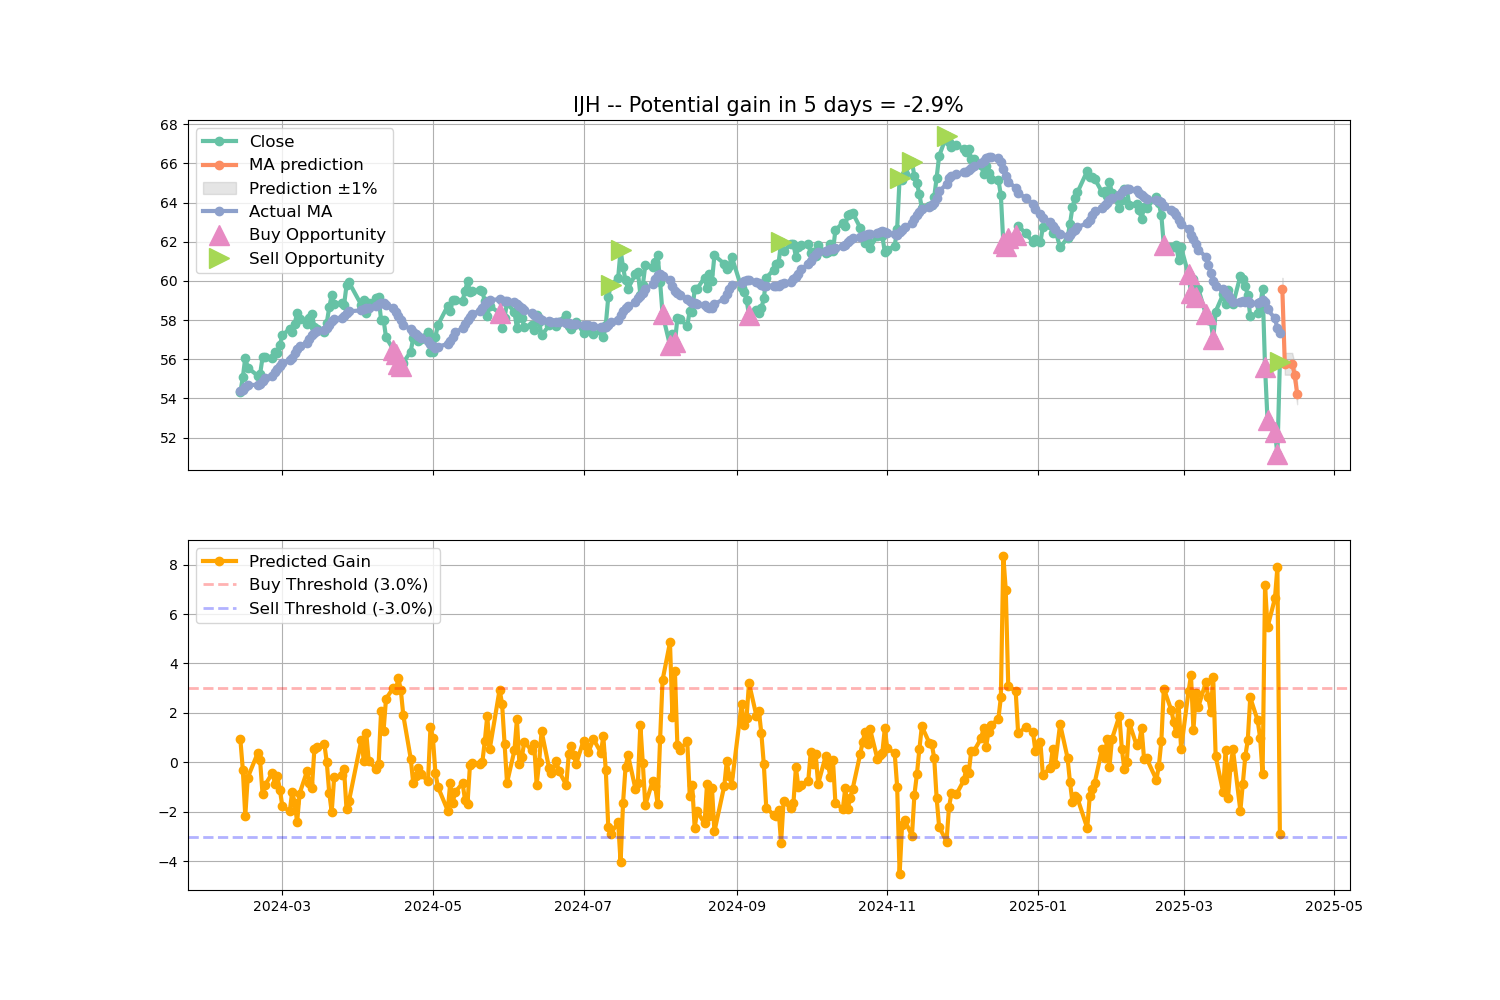 IJH -- Potential gain in 5 days = -2.9%
68
66
64
62
60
58
56
54
52
Close
MA prediction
Prediction ±1%
Actual MA
Buy Opportunity
Sell Opportunity
8
6
4
2
0
−2
−4
Predicted Gain
Buy Threshold (3.0%)
Sell Threshold (-3.0%)
2024-03
2024-05
2024-07
2024-09
2024-11
2025-01
2025-03
2025-05